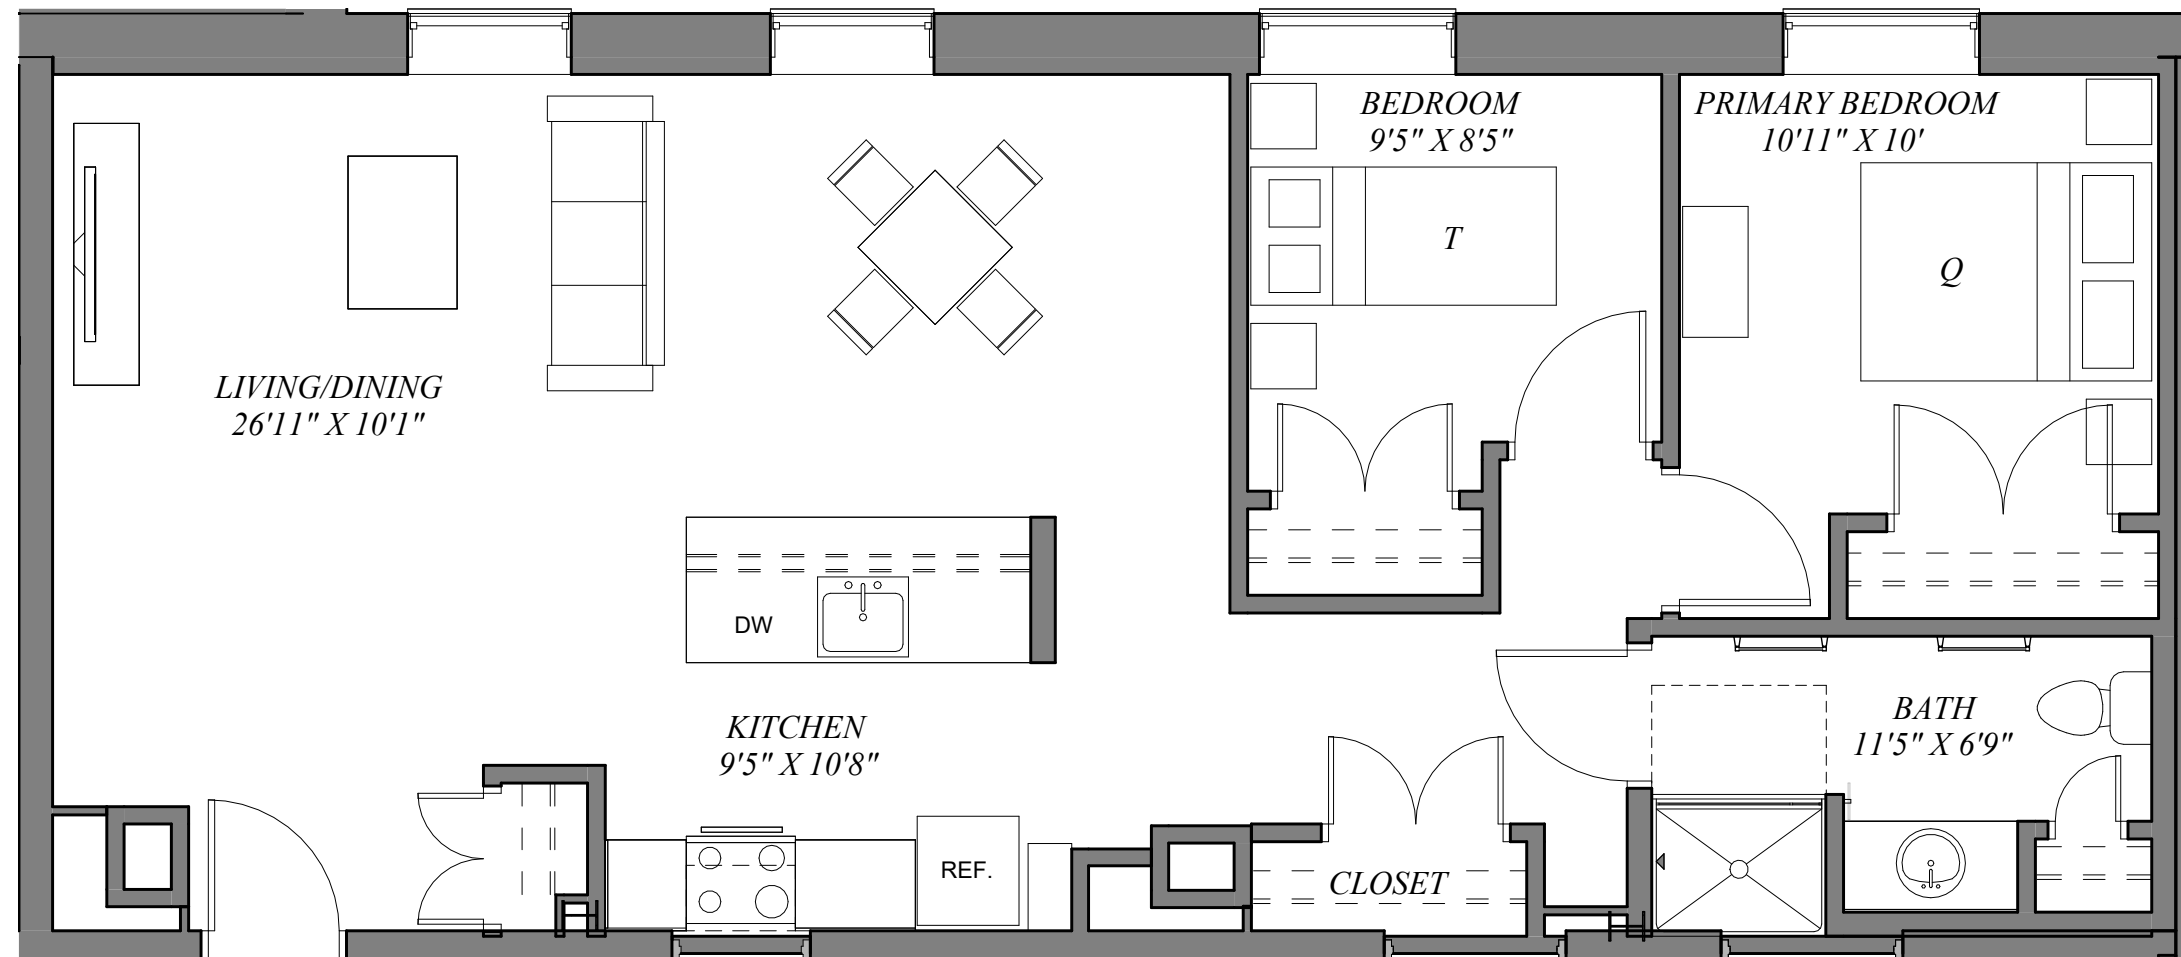 BEDROOM
9'5" X 8'5"
PRIMARY BEDROOM
10'11" X 10'
T
Q
LIVING/DINING
26'11" X 10'1"
DW
KITCHEN
9'5" X 10'8"
BATH
11'5" X 6'9"
REF.
CLOSET